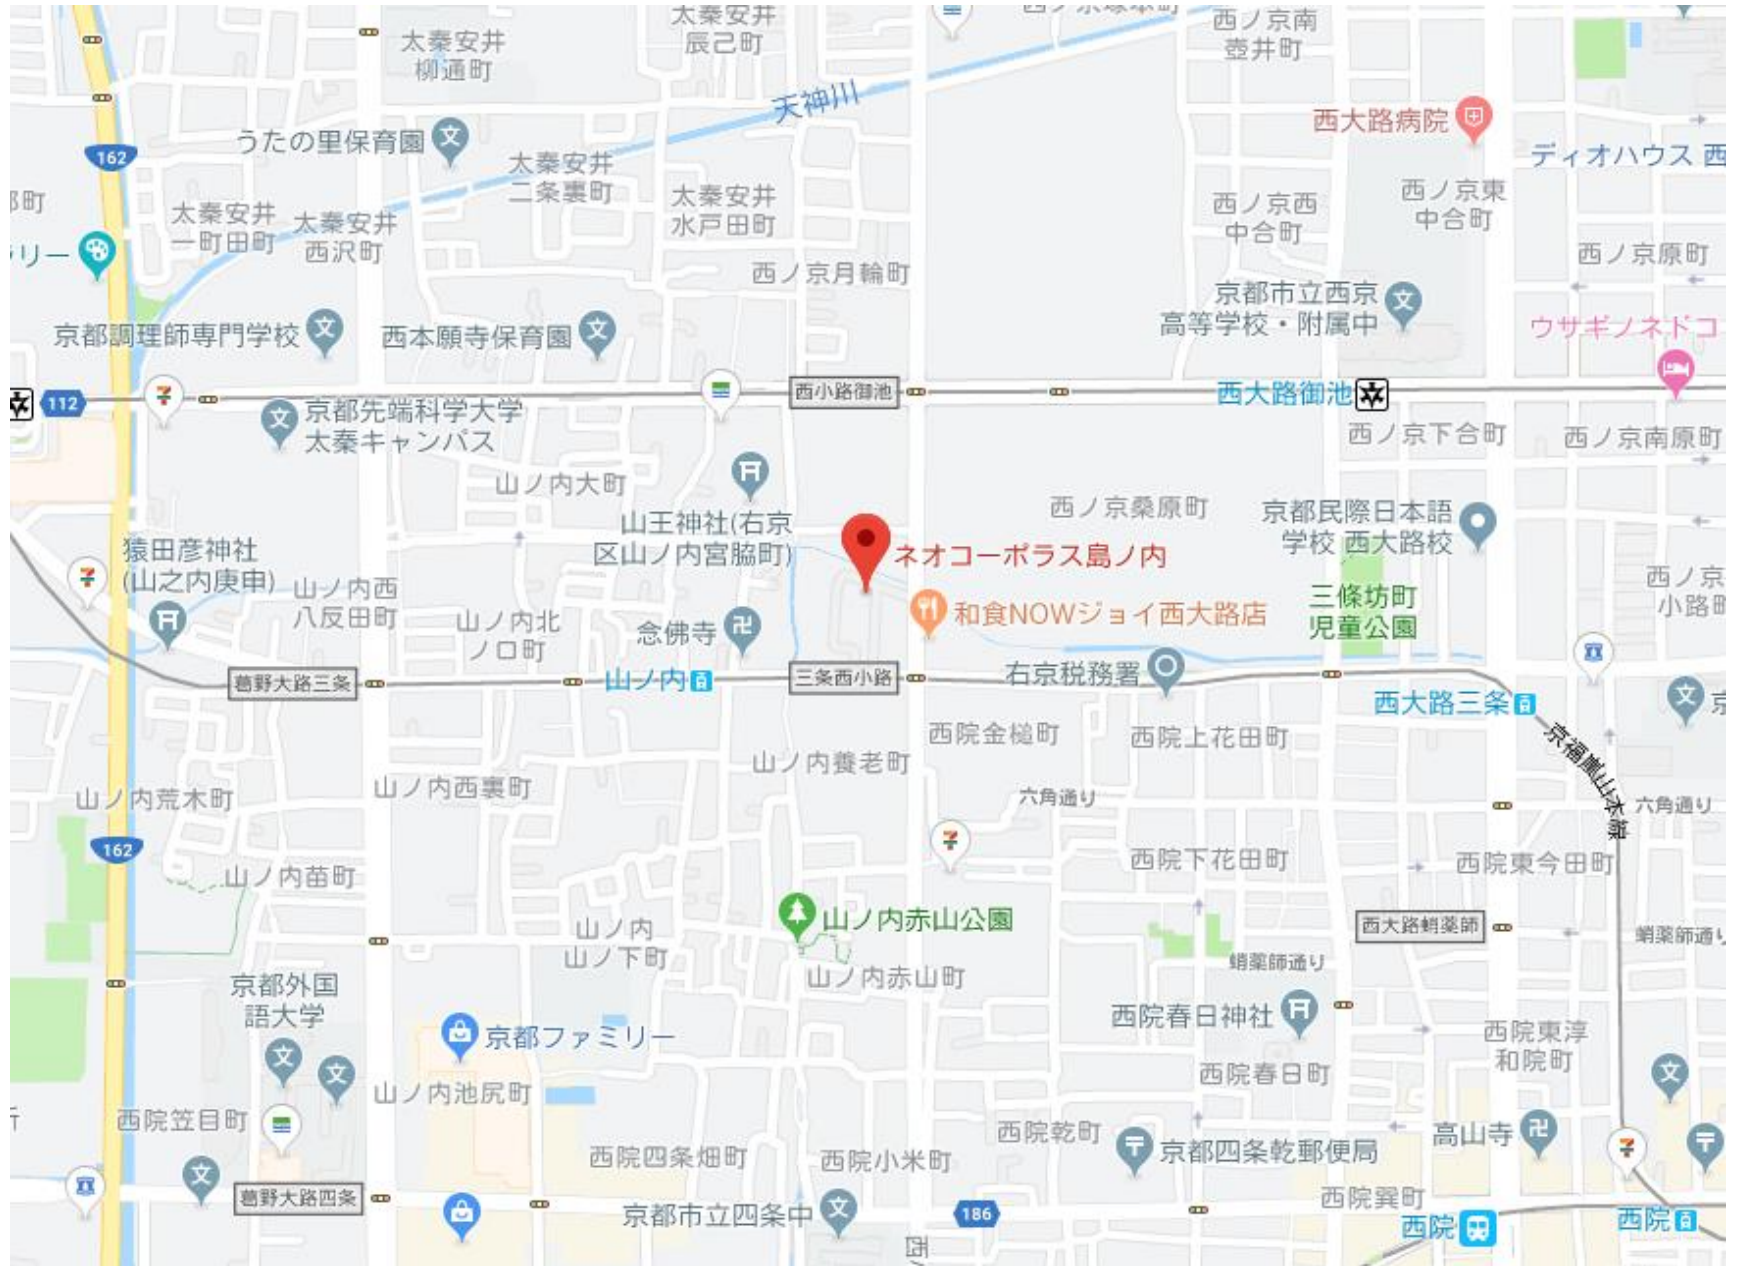 太秦安井
辰己町
太秦安井
柳通町
西ノ京南
壺井町
天神川
西大路病院
うたの里保育園
162
太秦安井
二条裏町
ディオハウス 西
太秦安井
水戸田町
西ノ京東
中合町
西ノ京西
中合町
太秦安井
一町田町
太秦安井
西沢町
リー
西ノ京原町
西ノ京月輪町
京都市立西京
高等学校・附属中
京都調理師専門学校
西本願寺保育園
ウサギノネドコ
112
西小路御池
西大路御池
京都先端科学大学
太秦キャンパス
西ノ京下合町
西ノ京南原町
山ノ内大町
西ノ京桑原町
京都民際日本語
学校 西大路校
山王神社(右京
区山ノ内宮脇町)
猿田彦神社
(山之内庚申)
ネオコーポラス島ノ内
山ノ内西
八反田町
西ノ京
小路町
和食NOWジョイ西大路店
三條坊町
児童公園
山ノ内北
ノ口町
念佛寺
葛野大路三条
山ノ内
三条西小路
右京税務署
西大路三条
京
西院金槌町
西院上花田町
京福嵐山本線
山ノ内養老町
山ノ内西裏町
山ノ内荒木町
六角通り
六角通り
162
西院下花田町
西院東今田町
山ノ内苗町
山ノ内赤山公園
西大路蛸薬師
山ノ内
山ノ下町
蛸薬師通り
蛸薬師通り
山ノ内赤山町
京都外国
語大学
西院春日神社
京都ファミリー
西院東淳
和院町
西院春日町
山ノ内池尻町
西院笠目町
西院乾町
高山寺
京都四条乾郵便局
西院四条畑町
西院小米町
葛野大路四条
西院巽町
京都市立四条中
186
西院
西院